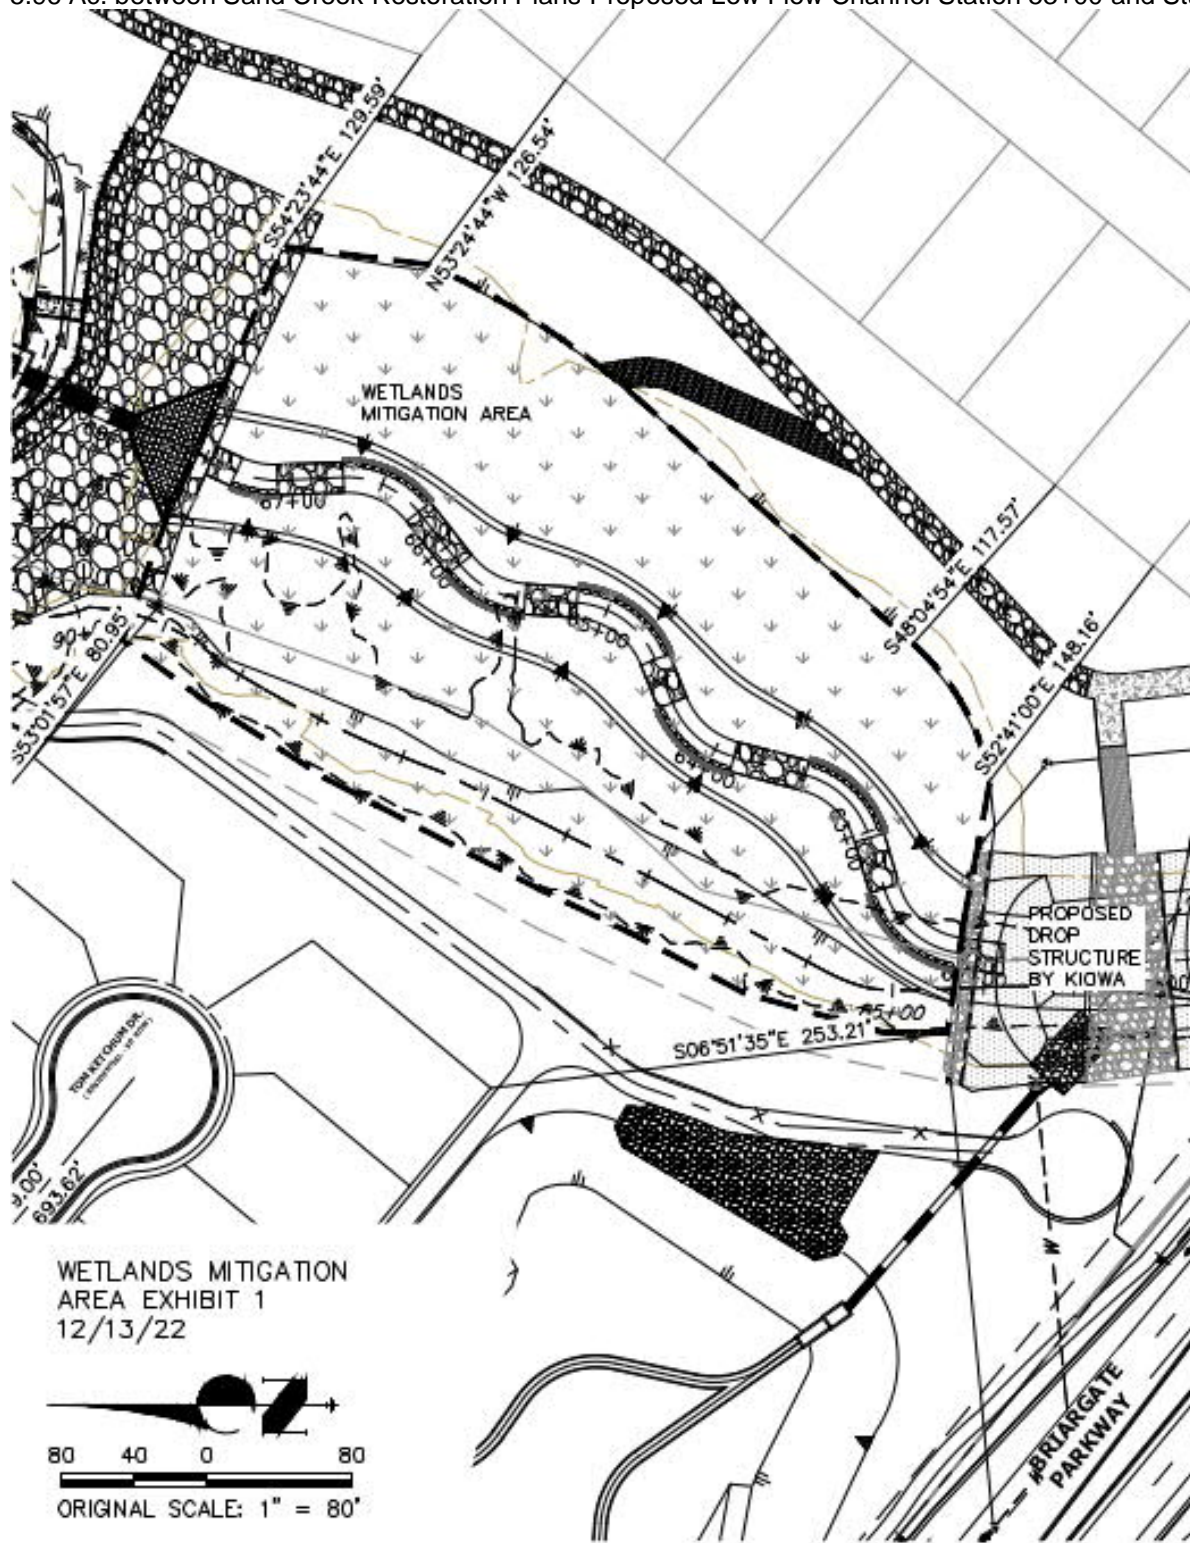 S54°23'44"E 129.59'
N53°24'44"W 126.54'
WETLANDS
MITIGATION AREA
67+00
66+00
65+00
S48°04'54"E 117.57'
S52°41'00"E 148.16'
S53°01'57"E 80.95'
64+00
63+00
PROPOSED
DROP
STRUCTURE
BY KIOWA
S06°51'35"E 253.21'
TOM KETCHUM DR.
9.00'
693.62'
W
WETLANDS MITIGATION
AREA EXHIBIT 1
12/13/22
80 40 0 80
ORIGINAL SCALE: 1" = 80'
BRIARGATE
PARKWAY